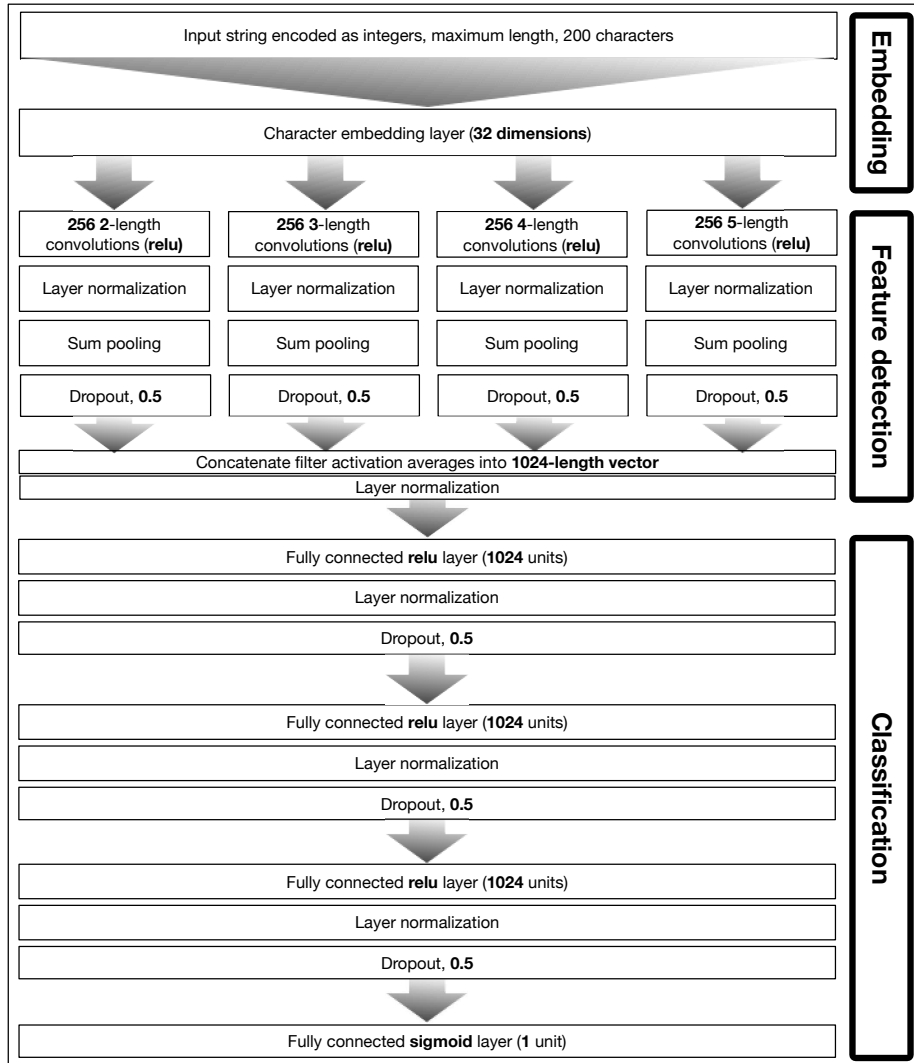 Input string encoded as integers, maximum length, 200 characters
Character embedding layer (32 dimensions)
Embedding
256 2-length
convolutions (relu)
256 3-length
convolutions (relu)
256 4-length
convolutions (relu)
256 5-length
convolutions (relu)
Layer normalization
Layer normalization
Layer normalization
Layer normalization
Sum pooling
Sum pooling
Sum pooling
Sum pooling
Dropout, 0.5
Dropout, 0.5
Dropout, 0.5
Dropout, 0.5
Concatenate filter activation averages into 1024-length vector
Layer normalization
Feature detection
Fully connected relu layer (1024 units)
Layer normalization
Dropout, 0.5
Fully connected relu layer (1024 units)
Layer normalization
Dropout, 0.5
Fully connected relu layer (1024 units)
Layer normalization
Dropout, 0.5
Fully connected sigmoid layer (1 unit)
Classification